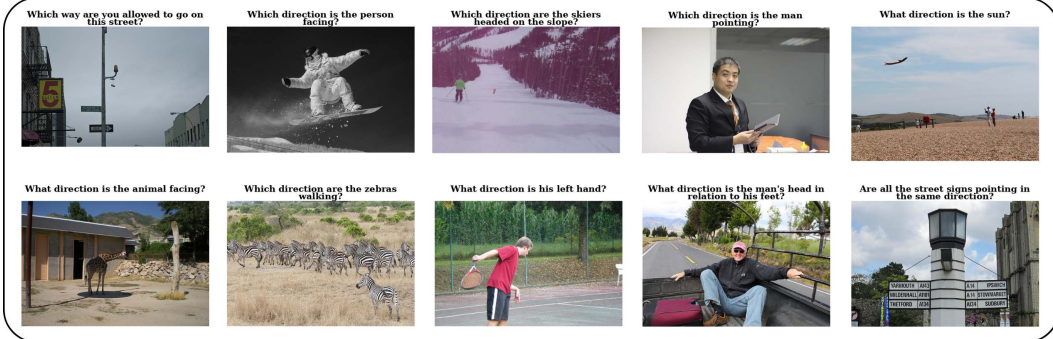 Which way are you allowed to go on
this street?
Which direction is the person
facing?
Which direction are the skiers
headed on the slope?
Which direction is the man
pointing?
What direction is the sun?
5
What direction is the animal facing?
Which direction are the zebras
walking?
What direction is his left hand?
What direction is the man's head in
relation to his feet?
Are all the street signs pointing in
the same direction?
YARMOUTH A143
MILDENHALL A1101
THETFORD A134
A14 IPSWICH
A14 STOWMARKET
A134 SUDBURY